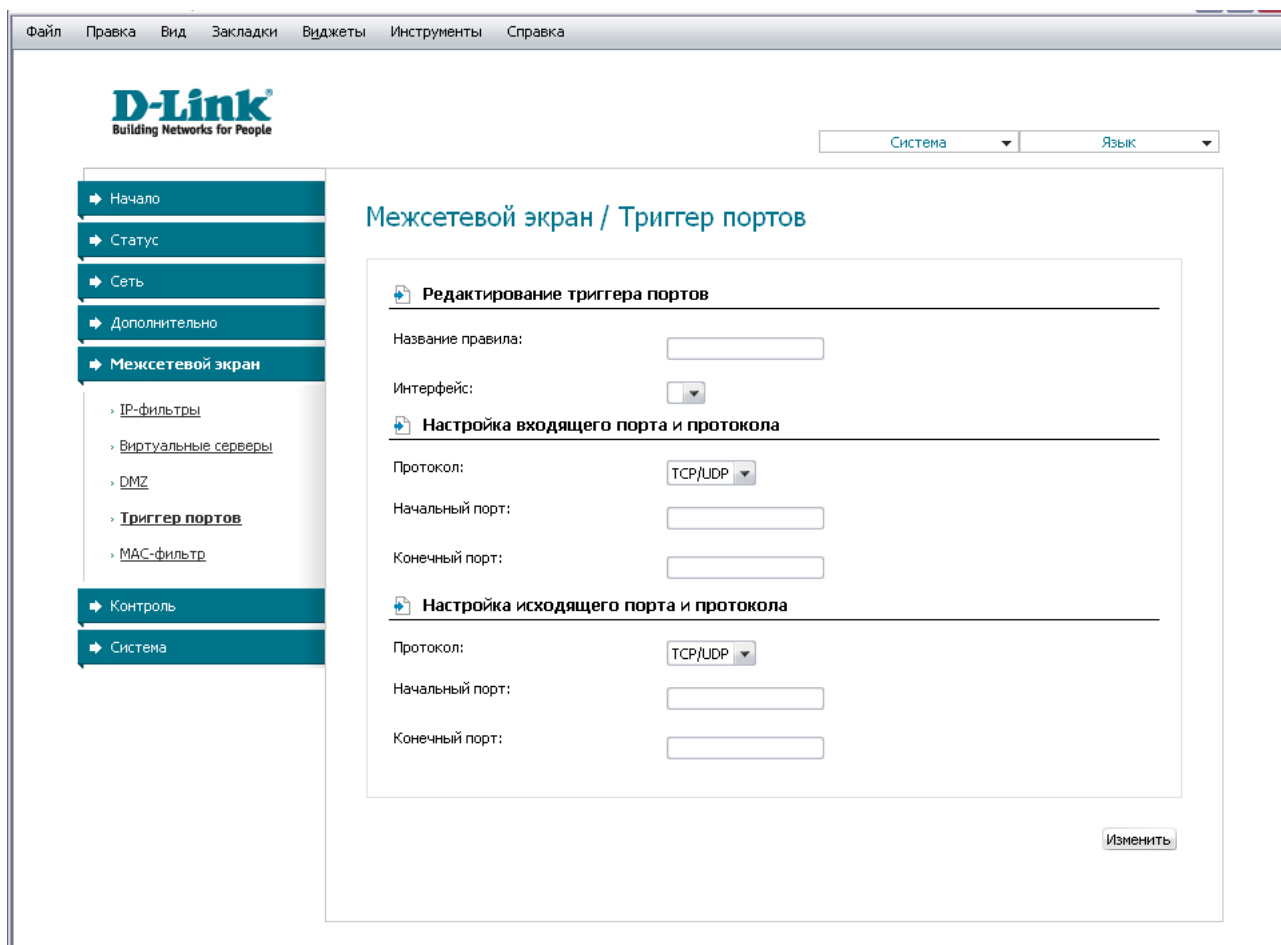 Файл Правка Вид Закладки Виджеты Инструменты Справка
D-Link®
Building Networks for People
Система Язык
Начало
Статус
Сеть
Дополнительно
Межсетевой экран
IP-фильтры
Виртуальные серверы
DMZ
Триггер портов
MAC-фильтр
Контроль
Система
Межсетевой экран / Триггер портов
Редактирование триггера портов
Название правила:
Интерфейс:
Настройка входящего порта и протокола
Протокол: TCP/UDP
Начальный порт:
Конечный порт:
Настройка исходящего порта и протокола
Протокол: TCP/UDP
Начальный порт:
Конечный порт:
Изменить